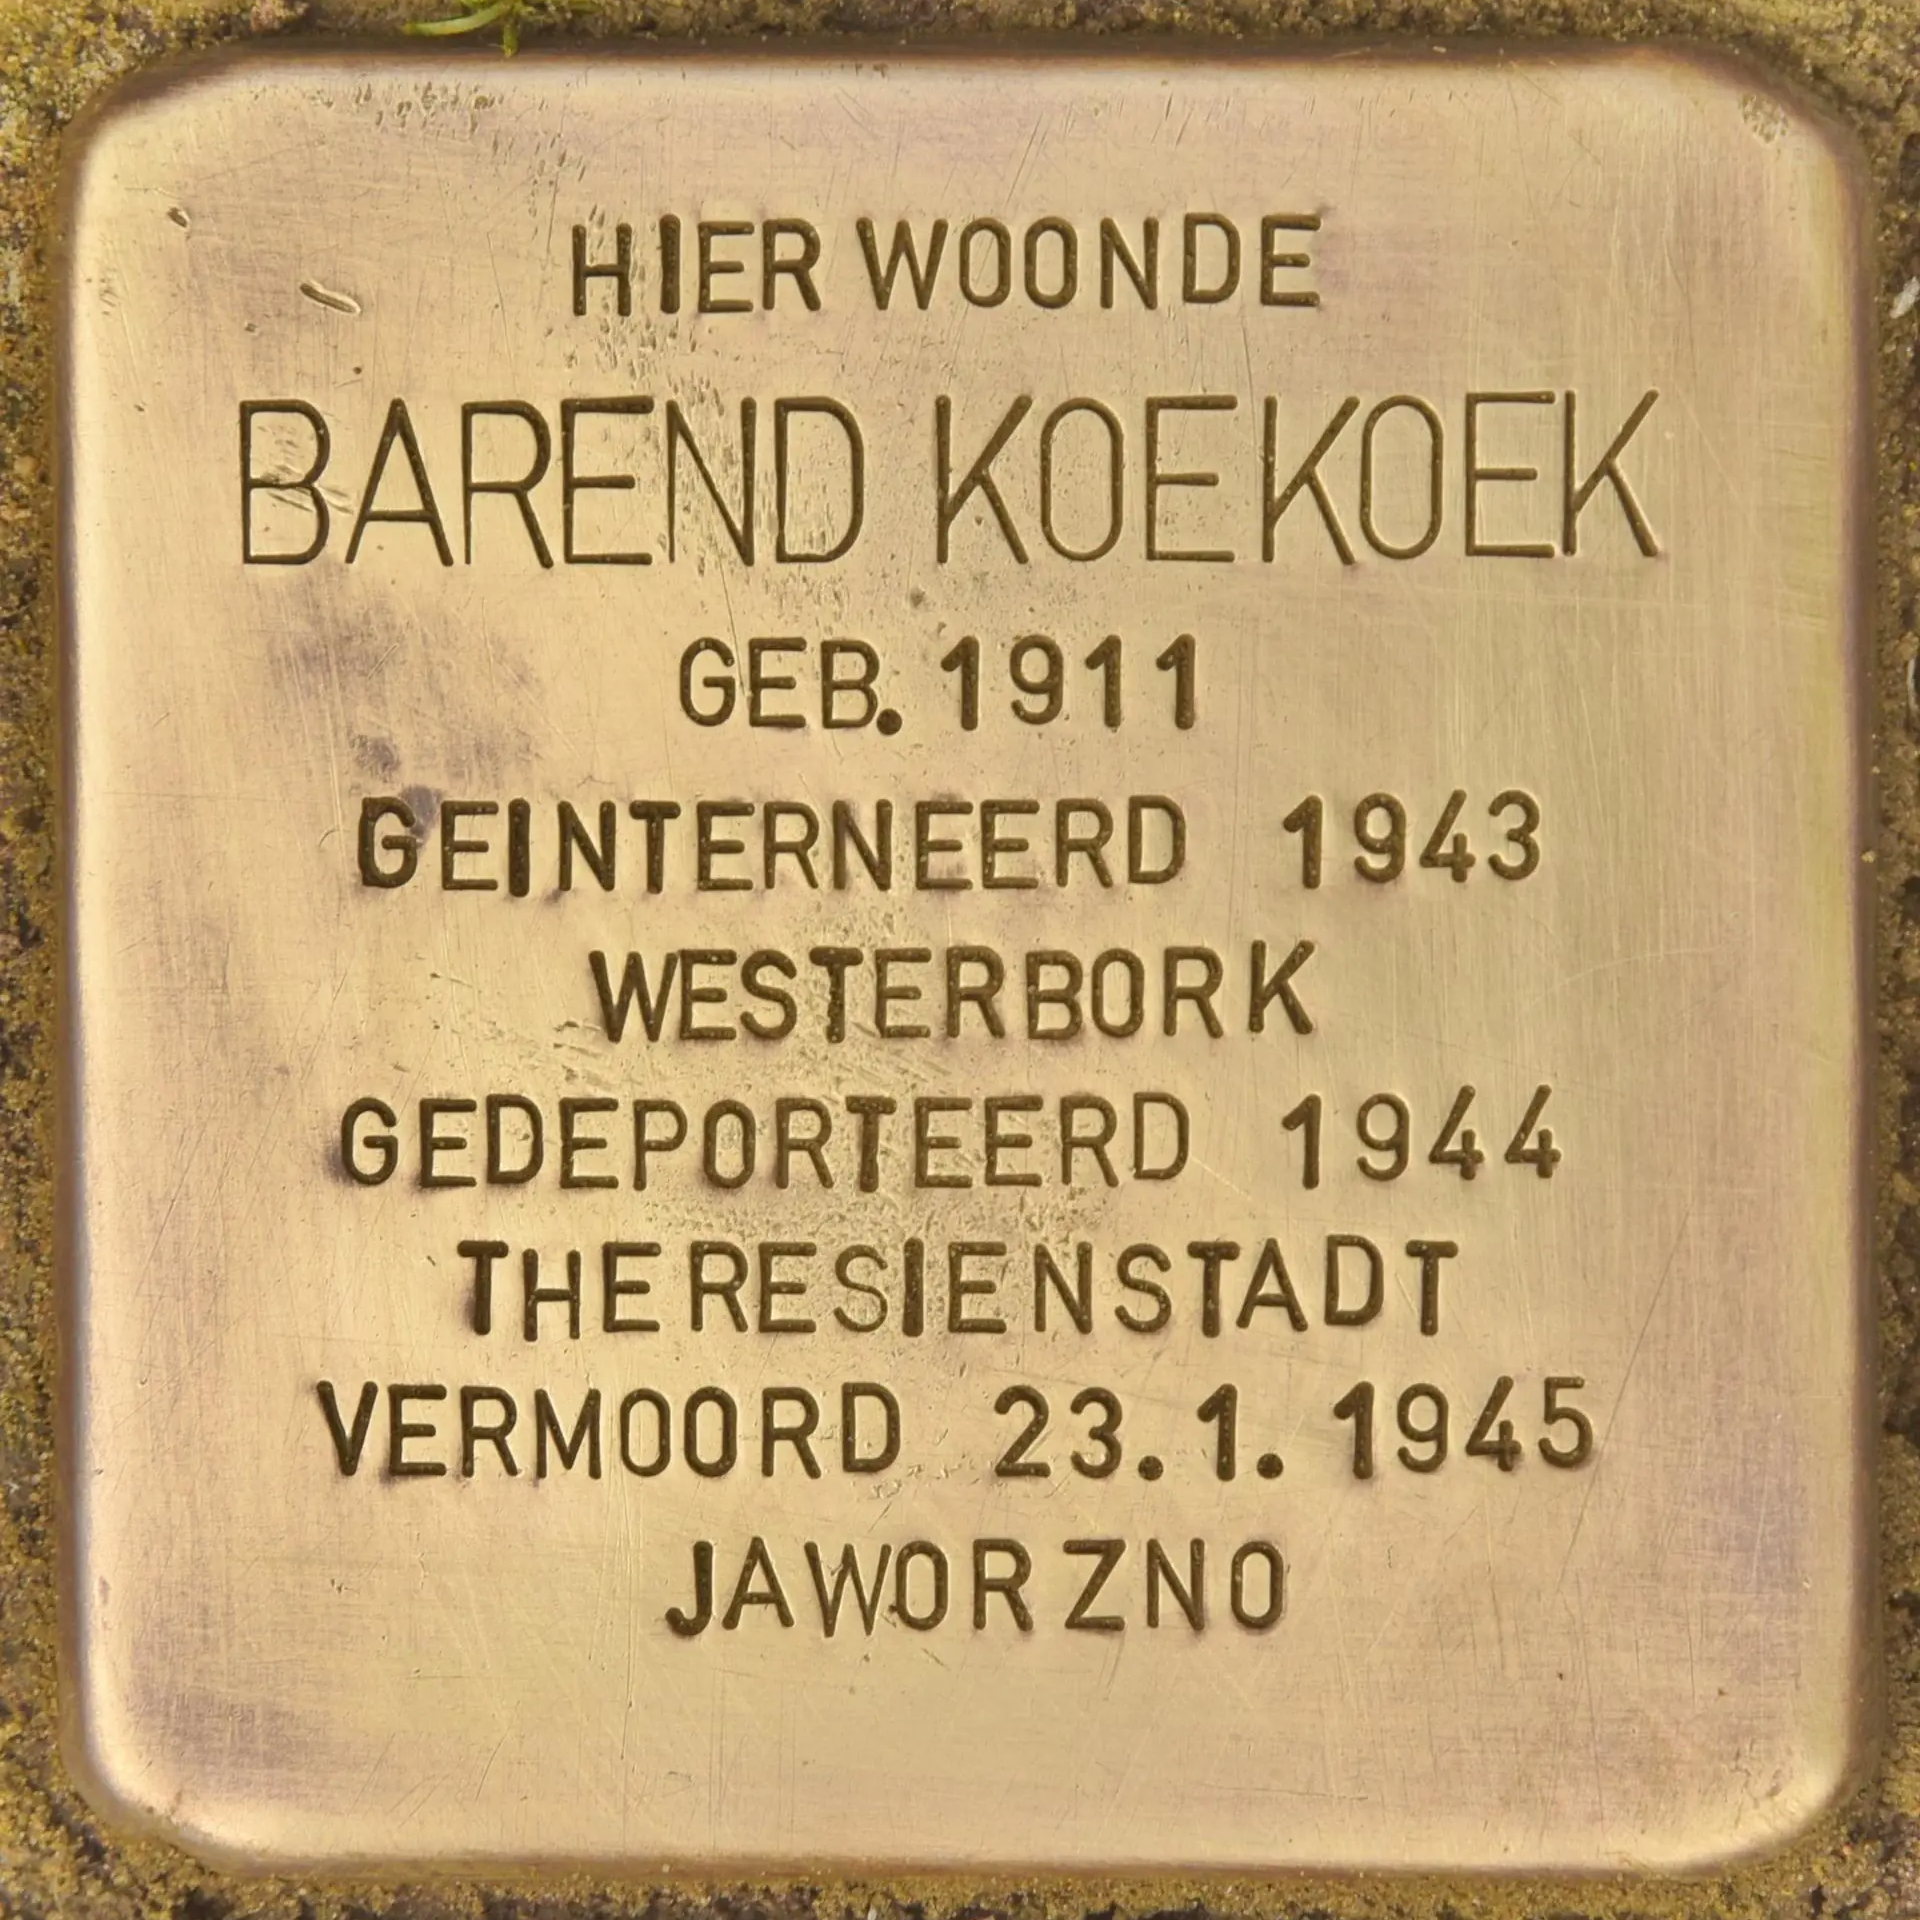 HIER WOONDE
BAREND KOEKOEK
GEB. 1911
GEINTERNEERD 1943
WESTERBORK
GEDEPORTEERD 1944
THERESIENSTADT
VERMOORD 23.1.1945
JAWORZNO